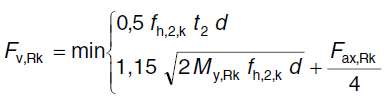 F_v,Rk = min { 0,5 f_h,2,k t_2 d
1,15 √(2 M_y,Rk f_h,2,k d) + F_ax,Rk / 4